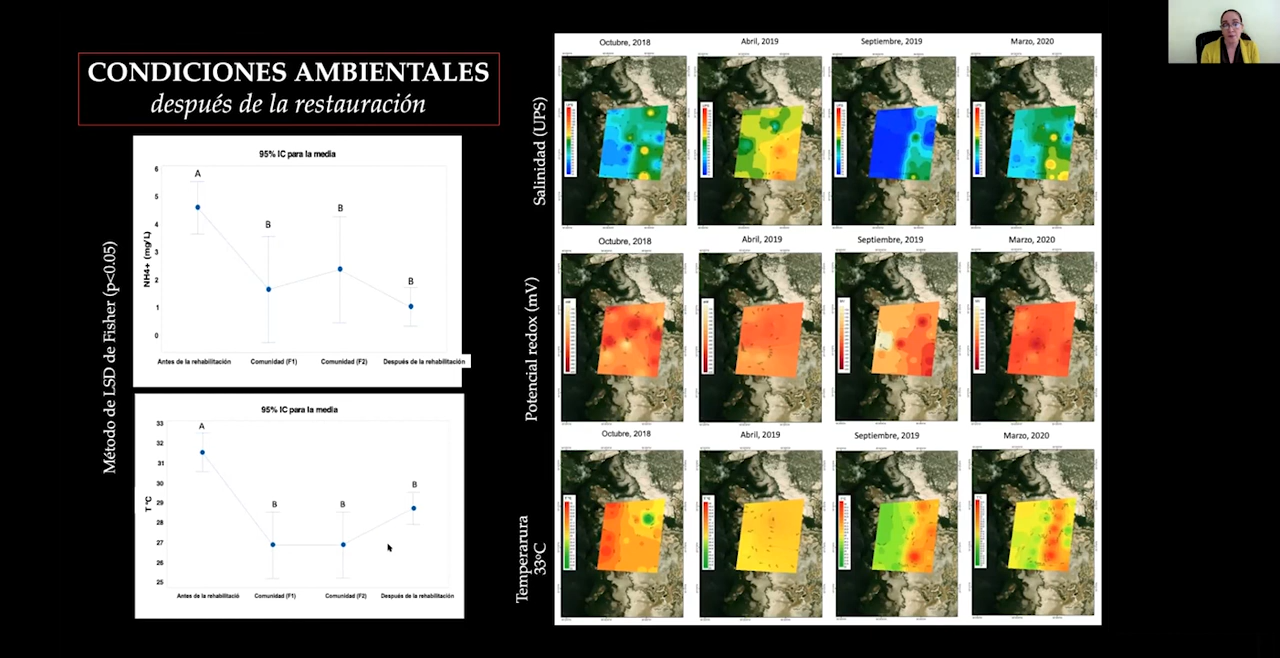 CONDICIONES AMBIENTALES
después de la restauración
Método de LSD de Fisher (p<0.05)
95% IC para la media
NH4+ (mg/L)
6
5
4
3
2
1
0
A
B
B
B
Antes de la rehabilitación
Comunidad (F1)
Comunidad (F2)
Después de la rehabilitación
95% IC para la media
T °C
33
32
31
30
29
28
27
26
25
A
B
B
B
Antes de la rehabilitació
Comunidad (F1)
Comunidad (F2)
Después de la rehabilitación
Salinidad (UPS)
Octubre, 2018
Abril, 2019
Septiembre, 2019
Marzo, 2020
Potencial redox (mV)
Octubre, 2018
Abril, 2019
Septiembre, 2019
Marzo, 2020
Temperarura
33°C
Octubre, 2018
Abril, 2019
Septiembre, 2019
Marzo, 2020